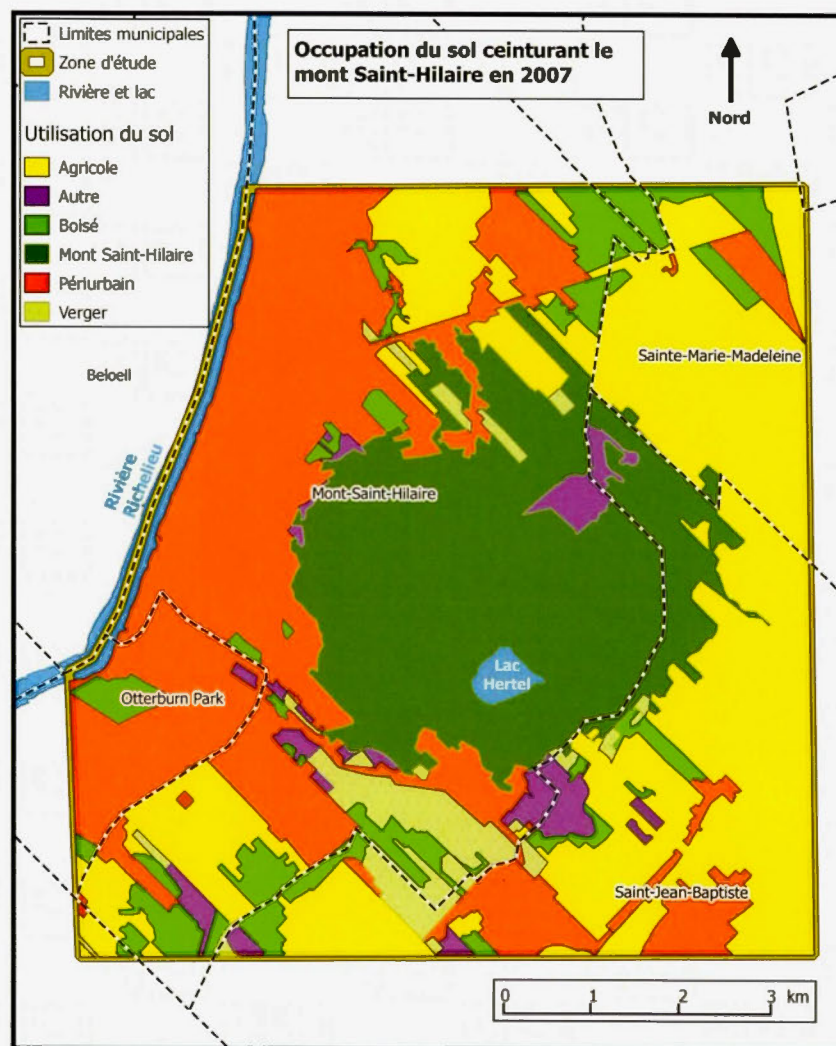 Limites municipales
Zone d'étude
Rivière et lac
Utilisation du sol
Agricole
Autre
Boisé
Mont Saint-Hilaire
Périurbain
Verger
Occupation du sol ceinturant le
mont Saint-Hilaire en 2007
Nord
Beloeil
Sainte-Marie-Madeleine
Rivière
Richelieu
Mont-Saint-Hilaire
Lac
Hertel
Otterburn Park
Saint-Jean-Baptiste
0 1 2 3 km